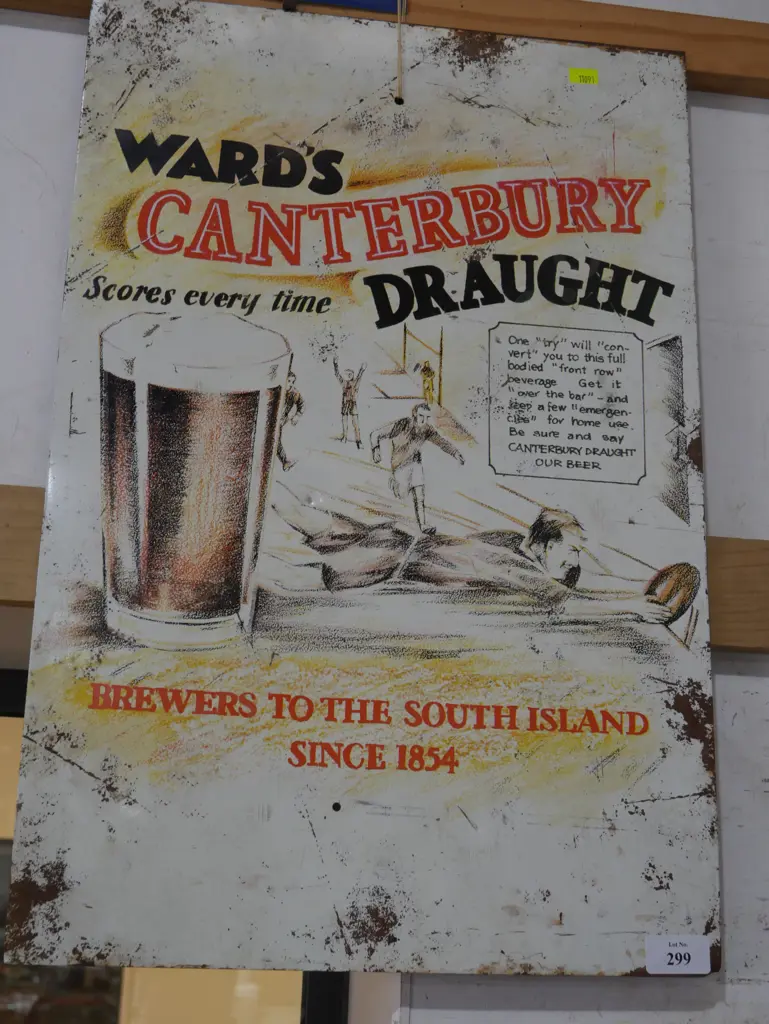 11091
WARD'S
CANTERBURY
Scores every time
DRAUGHT
One "try" will "con-
vert" you to this full
bodied "front row"
beverage Get it
"over the bar" - and
keep a few "emergen-
cies" for home use.
Be sure and say
CANTERBURY DRAUGHT
OUR BEER
BREWERS TO THE SOUTH ISLAND
SINCE 1854
Lot No.
299